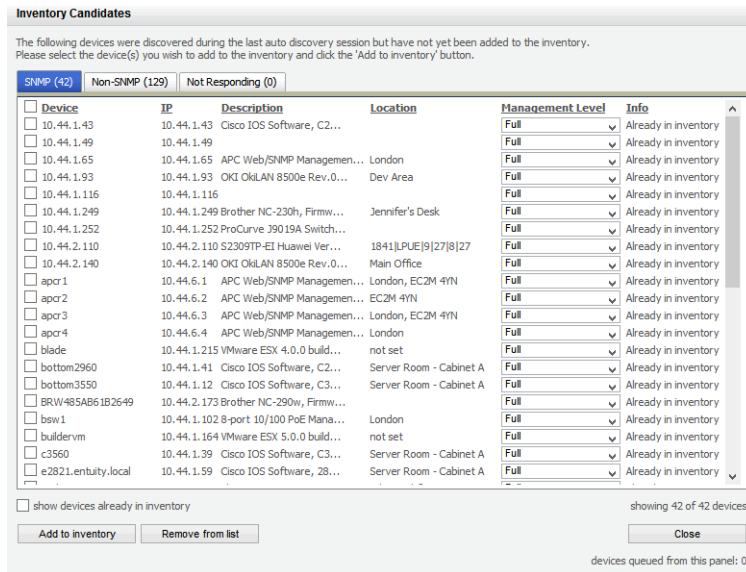 Inventory Candidates
The following devices were discovered during the last auto discovery session but have not yet been added to the inventory.
Please select the device(s) you wish to add to the inventory and click the 'Add to inventory' button.
SNMP (42) Non-SNMP (129) Not Responding (0)
Device IP Description Location Management Level Info
10.44.1.43 10.44.1.43 Cisco IOS Software, C2... Full Already in inventory
10.44.1.49 10.44.1.49 Full Already in inventory
10.44.1.65 10.44.1.65 APC Web/SNMP Managemen... London Full Already in inventory
10.44.1.93 10.44.1.93 OKI OkiLAN 8500e Rev.0... Dev Area Full Already in inventory
10.44.1.116 10.44.1.116 Full Already in inventory
10.44.1.249 10.44.1.249 Brother NC-230h, Firmw... Jennifer's Desk Full Already in inventory
10.44.1.252 10.44.1.252 ProCurve J9019A Switch... Full Already in inventory
10.44.2.110 10.44.2.110 S2309TP-EI Huawei Ver... 1841|LPUE|9|27|8|27 Full Already in inventory
10.44.2.140 10.44.2.140 OKI OkiLAN 8500e Rev.0... Main Office Full Already in inventory
apcr1 10.44.6.1 APC Web/SNMP Managemen... London, EC2M 4YN Full Already in inventory
apcr2 10.44.6.2 APC Web/SNMP Managemen... EC2M 4YN Full Already in inventory
apcr3 10.44.6.3 APC Web/SNMP Managemen... London, EC2M 4YN Full Already in inventory
apcr4 10.44.6.4 APC Web/SNMP Managemen... London Full Already in inventory
blade 10.44.1.215 VMware ESX 4.0.0 build... not set Full Already in inventory
bottom2960 10.44.1.41 Cisco IOS Software, C2... Server Room - Cabinet A Full Already in inventory
bottom3550 10.44.1.12 Cisco IOS Software, C3... Server Room - Cabinet A Full Already in inventory
BRW485AB61B2649 10.44.2.173 Brother NC-290w, Firmw... Full Already in inventory
bsw1 10.44.1.102 8-port 10/100 PoE Mana... London Full Already in inventory
buildervm 10.44.1.164 VMware ESX 5.0.0 build... not set Full Already in inventory
c3560 10.44.1.39 Cisco IOS Software, C3... Server Room - Cabinet A Full Already in inventory
e2821.entuity.local 10.44.1.59 Cisco IOS Software, 28... Server Room - Cabinet A Full Already in inventory
show devices already in inventory showing 42 of 42 devices
Add to inventory Remove from list Close
devices queued from this panel: 0